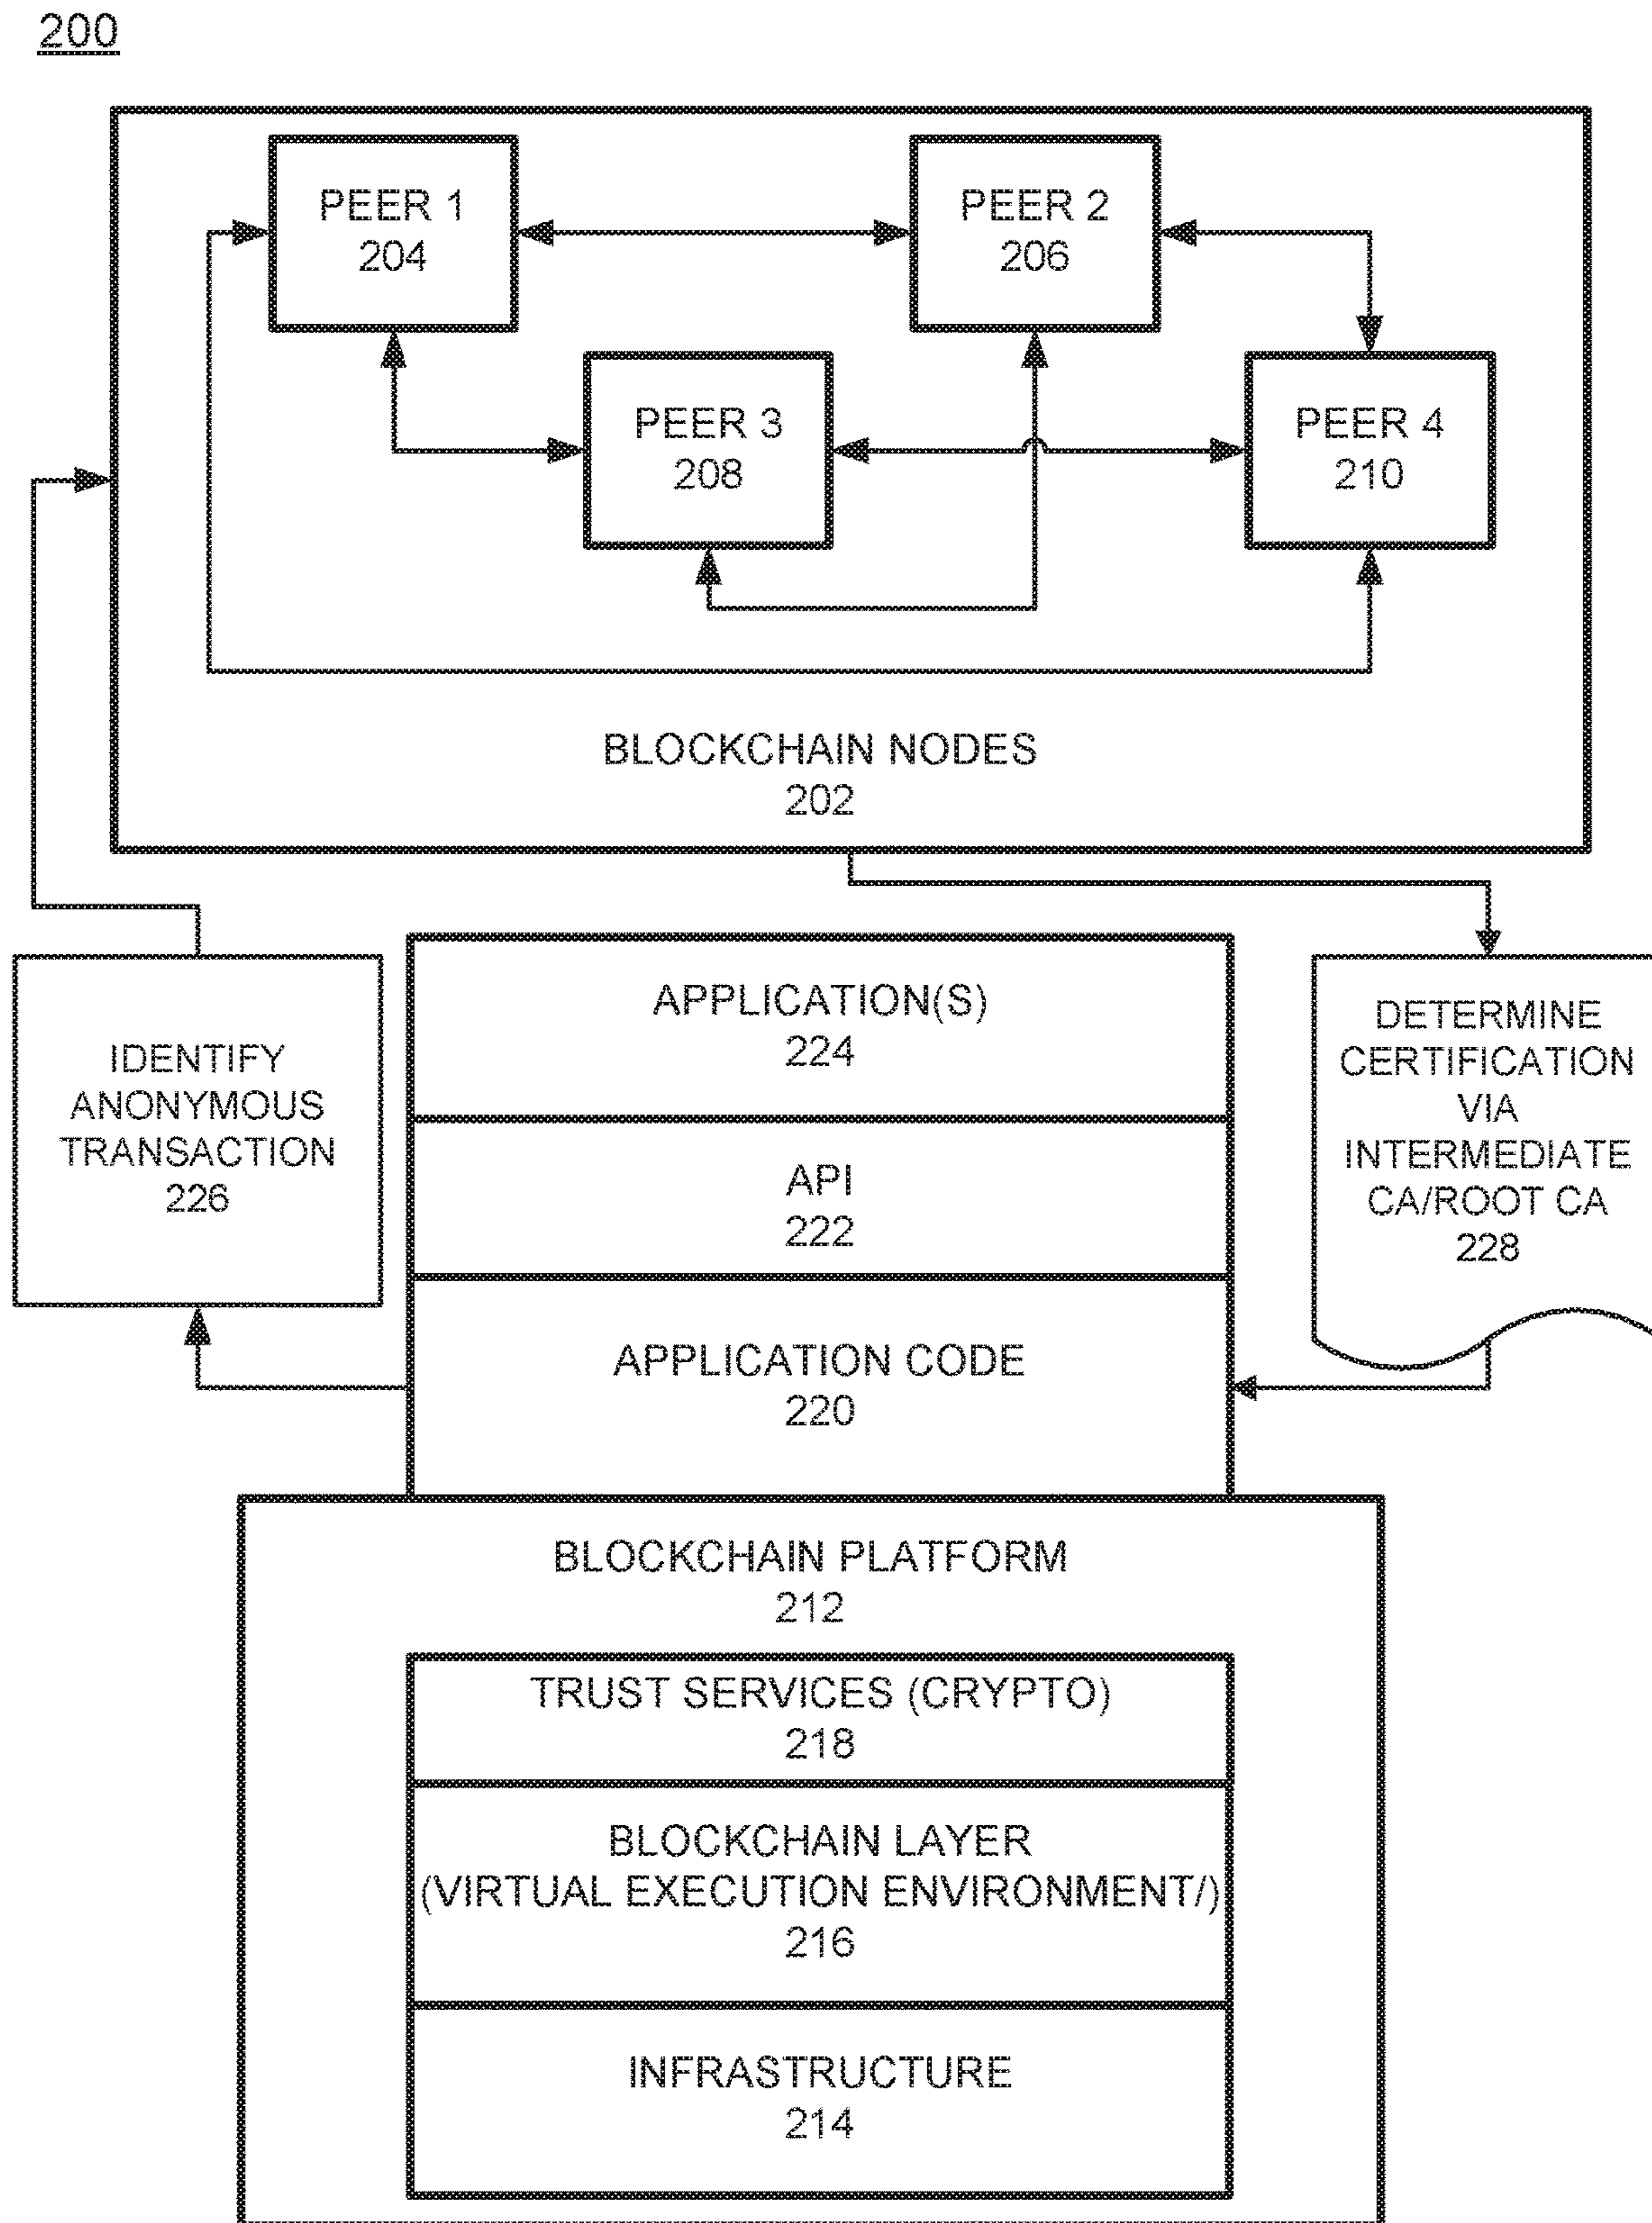 200
PEER 1
204
PEER 2
206
PEER 3
208
PEER 4
210
BLOCKCHAIN NODES
202
IDENTIFY
ANONYMOUS
TRANSACTION
226
APPLICATION(S)
224
API
222
APPLICATION CODE
220
DETERMINE
CERTIFICATION
VIA
INTERMEDIATE
CA/ROOT CA
228
BLOCKCHAIN PLATFORM
212
TRUST SERVICES (CRYPTO)
218
BLOCKCHAIN LAYER
(VIRTUAL EXECUTION ENVIRONMENT/)
216
INFRASTRUCTURE
214